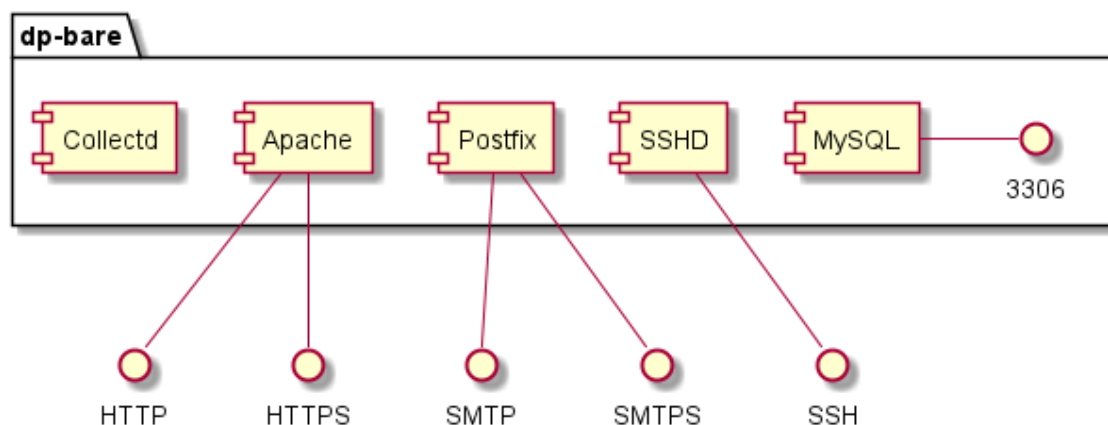 dp-bare
Collectd
Apache
Postfix
SSHD
MySQL
3306
HTTP
HTTPS
SMTP
SMTPS
SSH